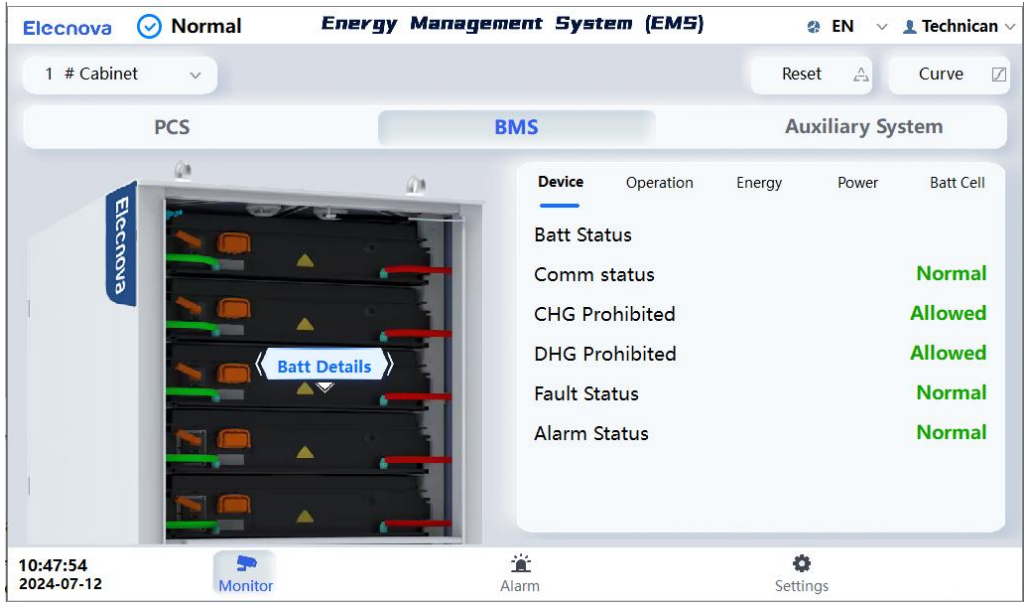 Elecnova Normal Energy Management System (EMS) EN Technican
1 # Cabinet Reset Curve
PCS BMS Auxiliary System
Elecnova
Device Operation Energy Power Batt Cell
Batt Status
Comm status Normal
CHG Prohibited Allowed
DHG Prohibited Allowed
Batt Details
Fault Status Normal
Alarm Status Normal
10:47:54
2024-07-12
Monitor Alarm Settings